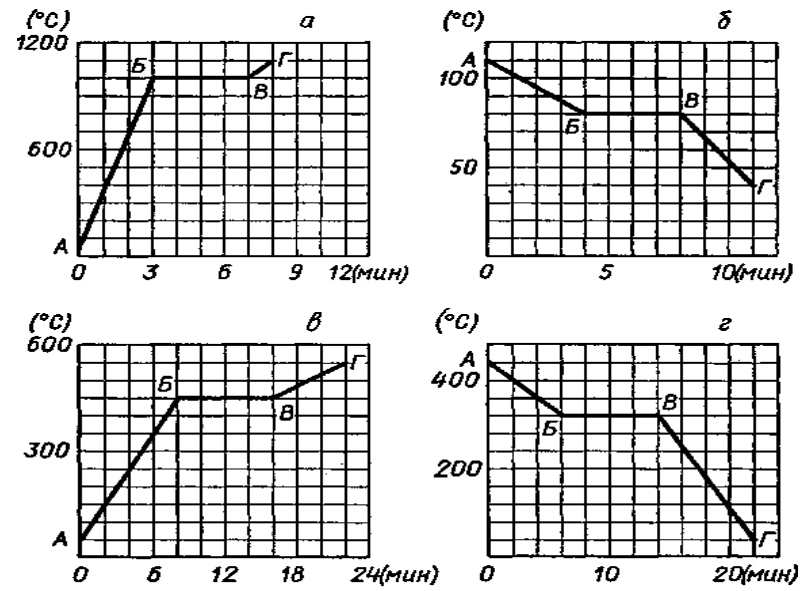 (°C) а
1200
600
А Б В Г
0 3 6 9 12(мин)
(°C) б
100
50
А Б В Г
0 5 10(мин)
(°C) в
600
300
А Б В Г
0 6 12 18 24(мин)
(°C) г
400
200
А Б В Г
0 10 20(мин)